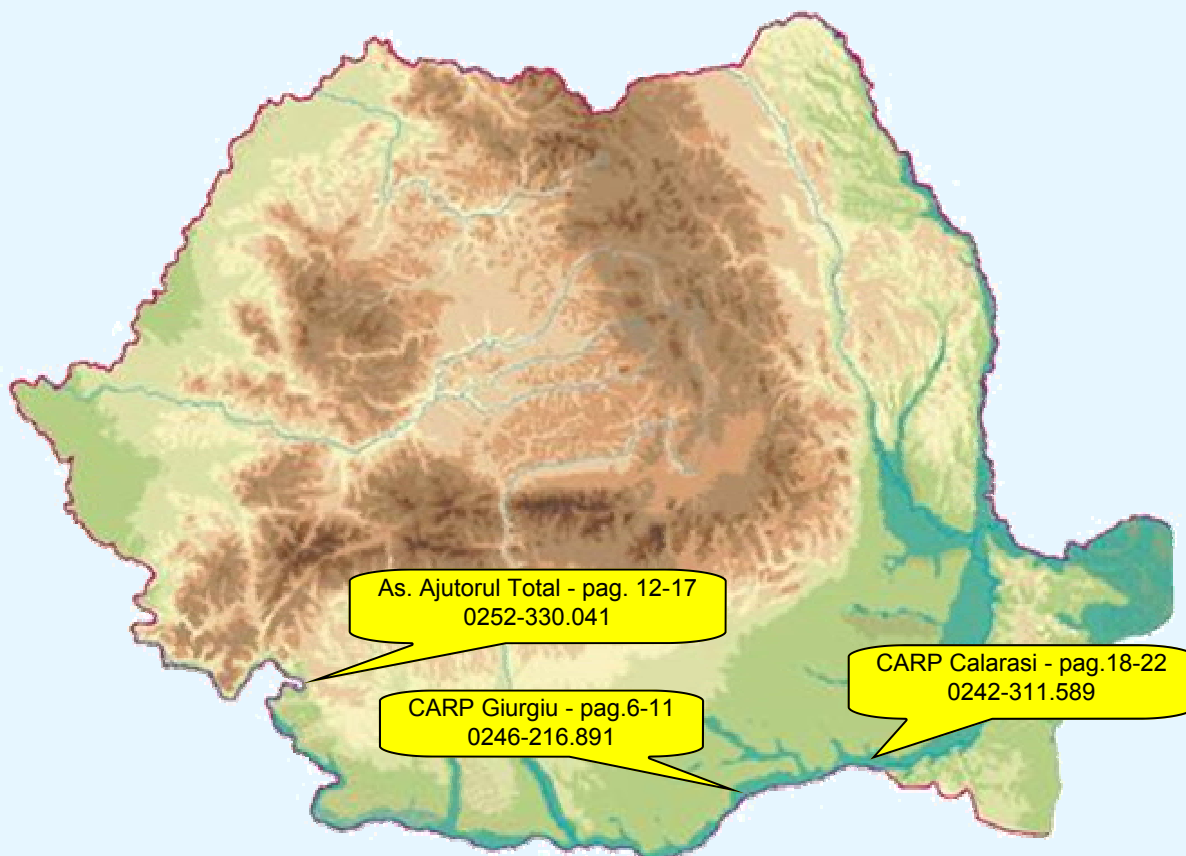 As. Ajutorul Total - pag. 12-17
0252-330.041
CARP Calarasi - pag.18-22
0242-311.589
CARP Giurgiu - pag.6-11
0246-216.891